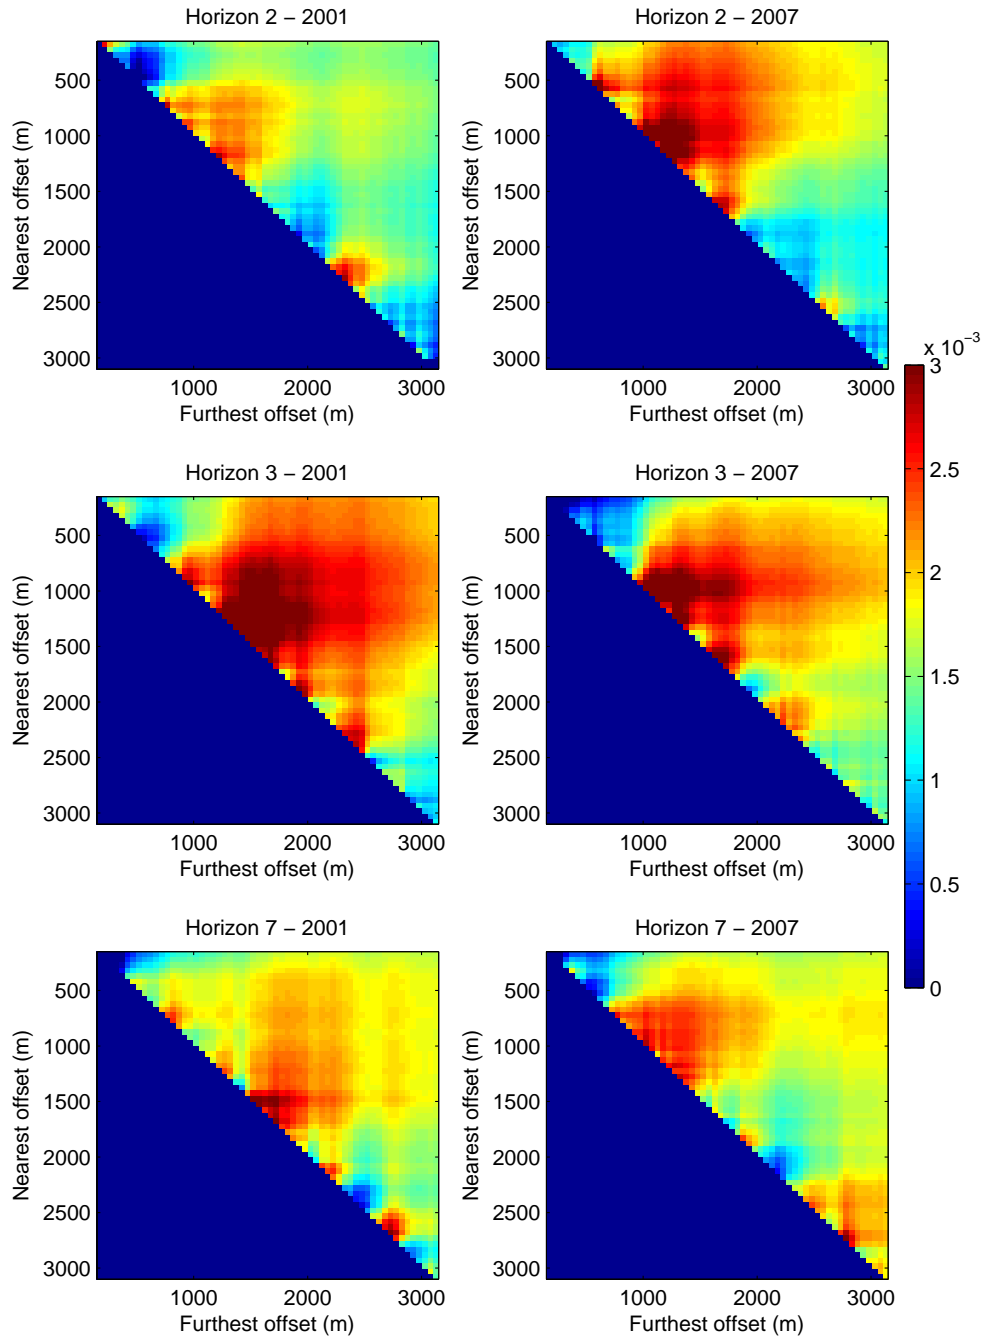 Horizon 2 − 2001
Horizon 2 − 2007
Nearest offset (m)
500
1000
1500
2000
2500
3000
1000 2000 3000
Furthest offset (m)
Nearest offset (m)
500
1000
1500
2000
2500
3000
1000 2000 3000
Furthest offset (m)
Horizon 3 − 2001
Horizon 3 − 2007
Nearest offset (m)
500
1000
1500
2000
2500
3000
1000 2000 3000
Furthest offset (m)
Nearest offset (m)
500
1000
1500
2000
2500
3000
1000 2000 3000
Furthest offset (m)
x 10⁻³
3
2.5
2
1.5
1
0.5
0
Horizon 7 − 2001
Horizon 7 − 2007
Nearest offset (m)
500
1000
1500
2000
2500
3000
1000 2000 3000
Furthest offset (m)
Nearest offset (m)
500
1000
1500
2000
2500
3000
1000 2000 3000
Furthest offset (m)